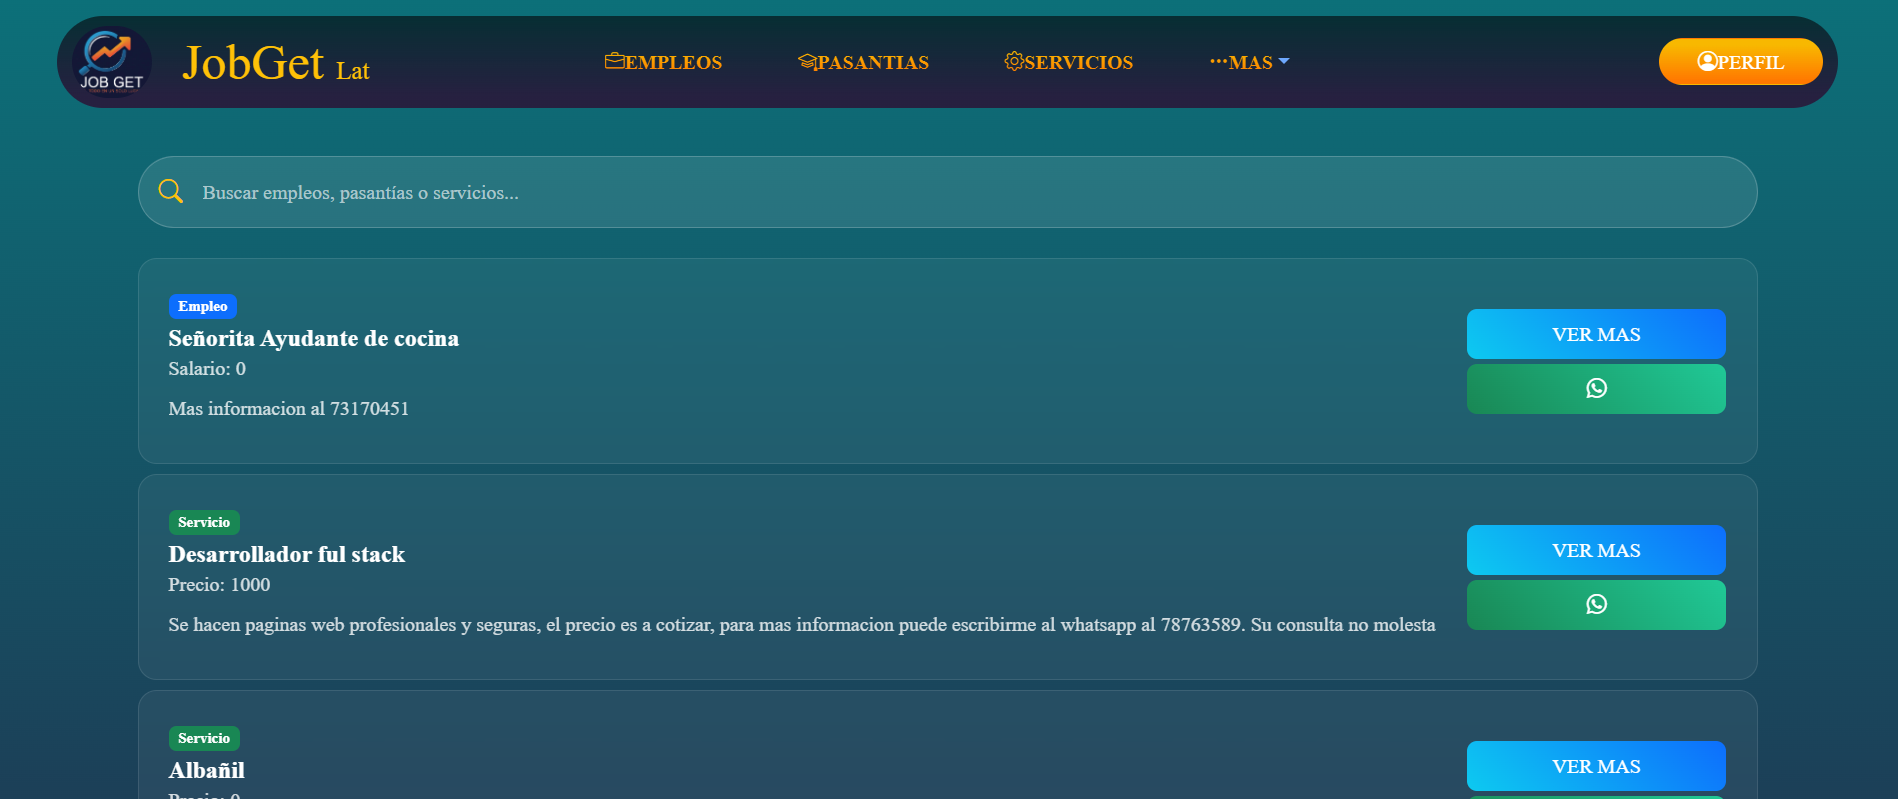 JOB GET
JobGet Lat
EMPLEOS
PASANTIAS
SERVICIOS
MAS
PERFIL
Buscar empleos, pasantías o servicios...
Empleo
Señorita Ayudante de cocina
Salario: 0
Mas informacion al 73170451
VER MAS
Servicio
Desarrollador ful stack
Precio: 1000
Se hacen paginas web profesionales y seguras, el precio es a cotizar, para mas informacion puede escribirme al whatsapp al 78763589. Su consulta no molesta
VER MAS
Servicio
Albañil
Precio: 0
VER MAS